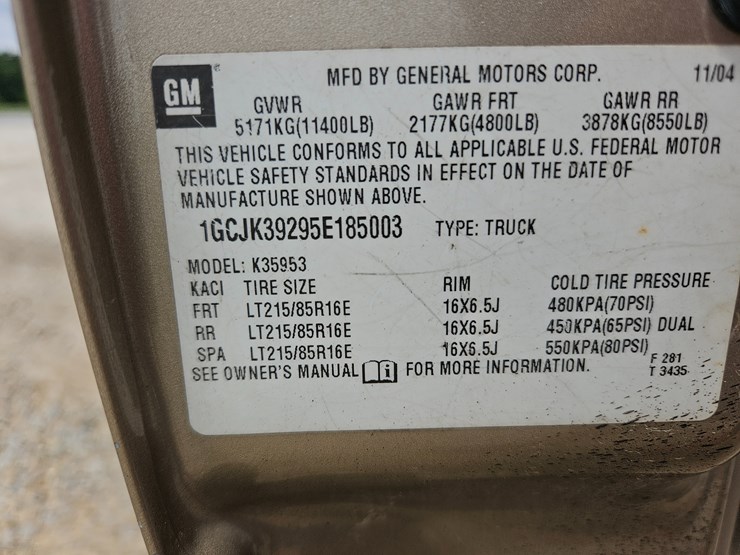 GM
MFD BY GENERAL MOTORS CORP. 11/04
GVWR GAWR FRT GAWR RR
5171KG(11400LB) 2177KG(4800LB) 3878KG(8550LB)
THIS VEHICLE CONFORMS TO ALL APPLICABLE U.S. FEDERAL MOTOR
VEHICLE SAFETY STANDARDS IN EFFECT ON THE DATE OF
MANUFACTURE SHOWN ABOVE.
1GCJK39295E185003 TYPE: TRUCK
MODEL: K35953
KACI TIRE SIZE RIM COLD TIRE PRESSURE
FRT LT215/85R16E 16X6.5J 480KPA(70PSI)
RR LT215/85R16E 16X6.5J 450KPA(65PSI) DUAL
SPA LT215/85R16E 16X6.5J 550KPA(80PSI)
SEE OWNER'S MANUAL i FOR MORE INFORMATION.
F 281
T 3435